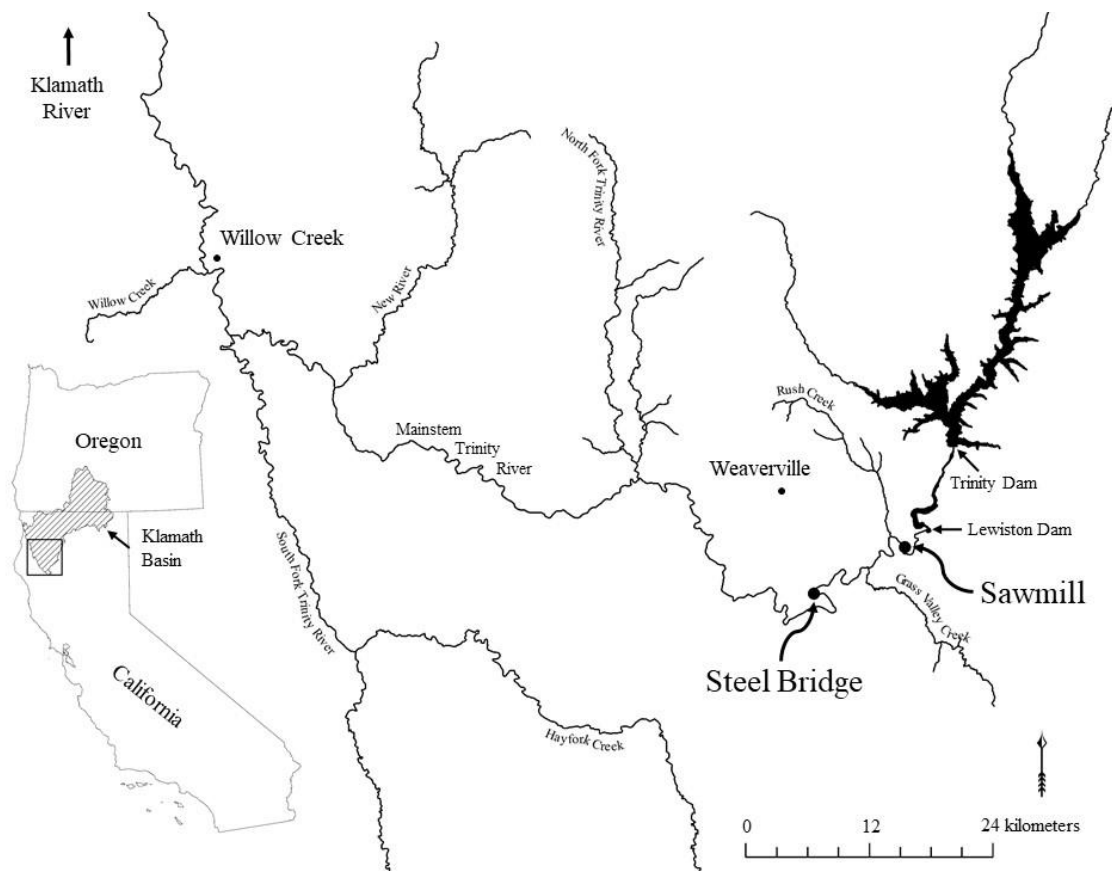 Klamath
River
Willow Creek
Willow Creek
New River
North Fork Trinity River
Rush Creek
Mainstem
Trinity
River
Weaverville
Trinity Dam
Lewiston Dam
Sawmill
Grass Valley Creek
Steel Bridge
South Fork Trinity River
Hayfork Creek
Oregon
Klamath
Basin
California
0 12 24 kilometers